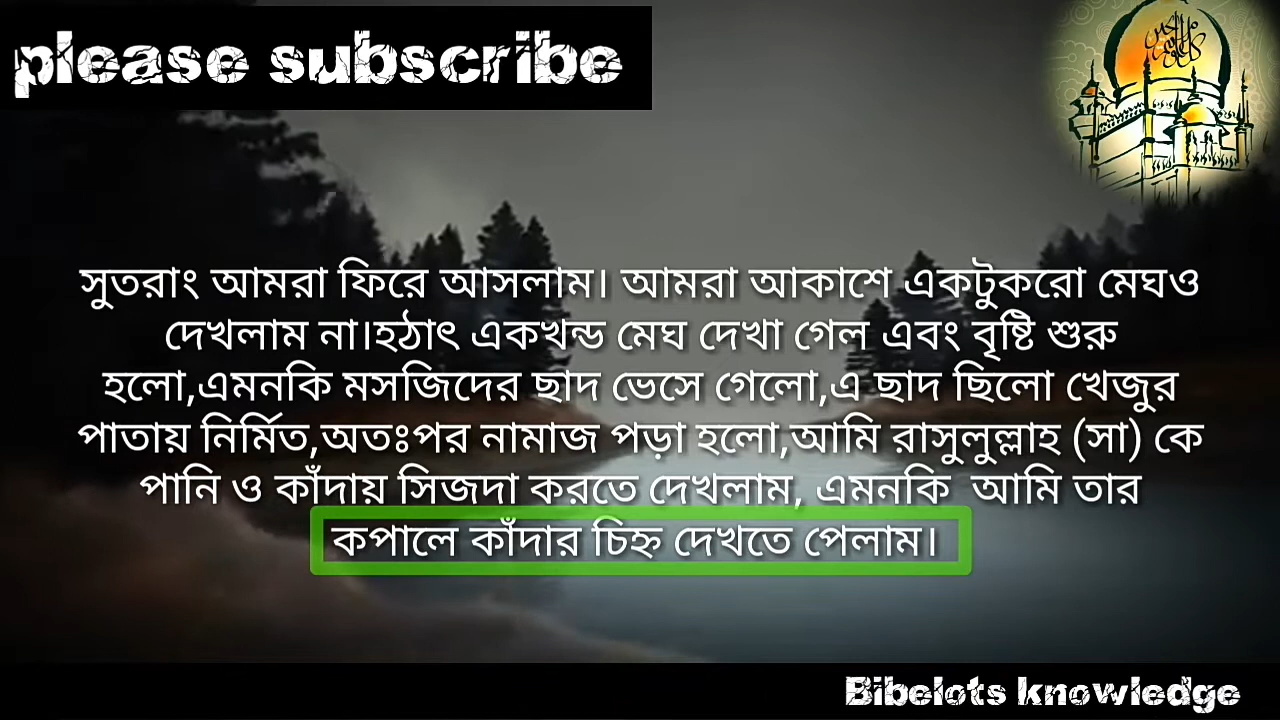 please subscribe
সুতরাং আমরা ফিরে আসলাম। আমরা আকাশে একটুকরো মেঘও
দেখলাম না।হঠাৎ একখন্ড মেঘ দেখা গেল এবং বৃষ্টি শুরু
হলো,এমনকি মসজিদের ছাদ ভেসে গেলো,এ ছাদ ছিলো খেজুর
পাতায় নির্মিত,অতঃপর নামাজ পড়া হলো,আমি রাসুলুল্লাহ (সা) কে
পানি ও কাঁদায় সিজদা করতে দেখলাম, এমনকি আমি তার
কপালে কাঁদার চিহ্ন দেখতে পেলাম।
Bibelots knowledge